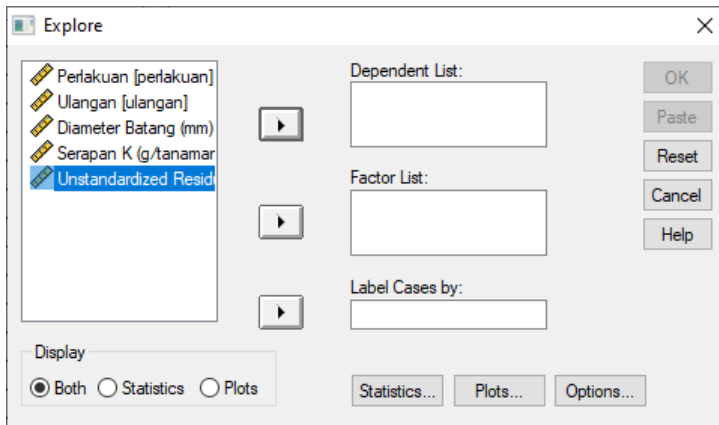 Explore
Perlakuan [perlakuan]
Ulangan [ulangan]
Diameter Batang (mm)
Serapan K (g/tanamar
Unstandardized Residu
Dependent List:
Factor List:
Label Cases by:
OK
Paste
Reset
Cancel
Help
Display
Both Statistics Plots
Statistics... Plots... Options...